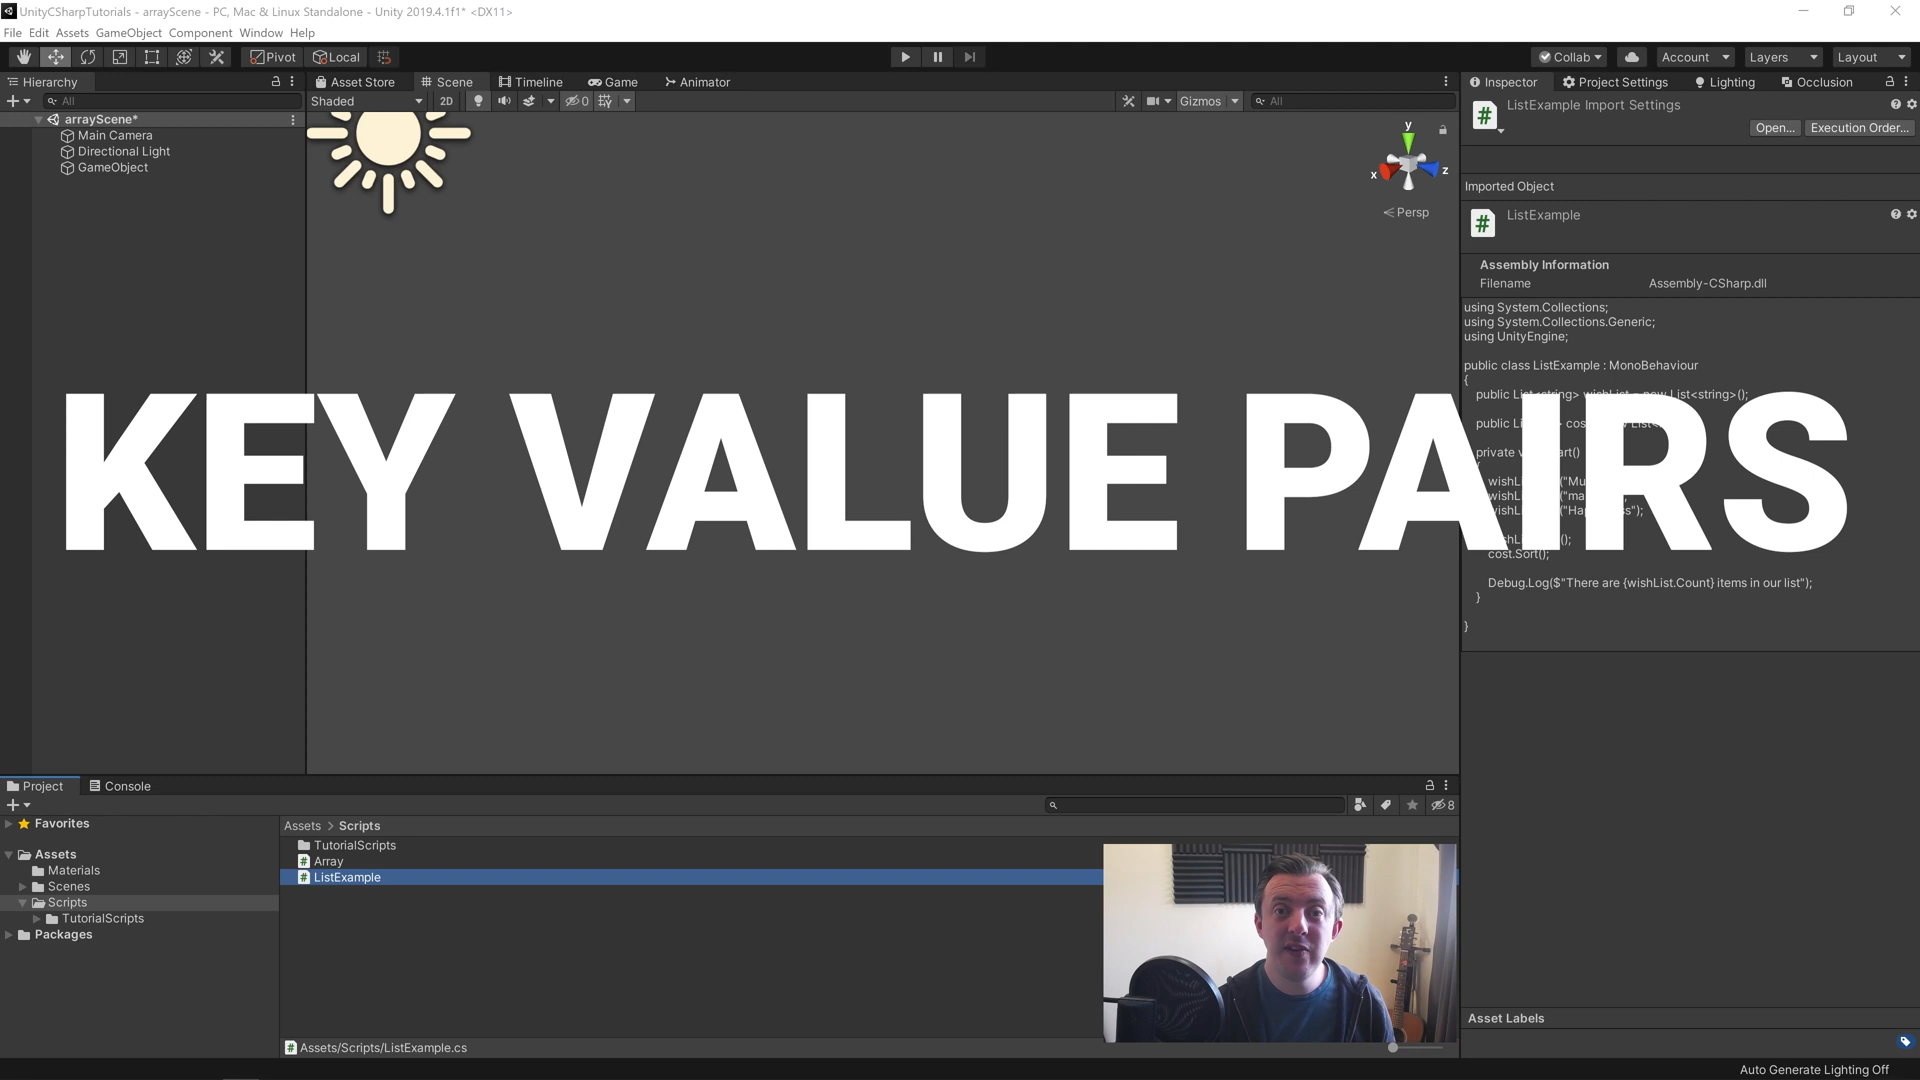 UnityCSharpTutorials - arrayScene - PC, Mac & Linux Standalone - Unity 2019.4.1f1* <DX11>
File Edit Assets GameObject Component Window Help
Pivot Local
Collab Account Layers Layout
Hierarchy
All
arrayScene*
Main Camera
Directional Light
GameObject
Asset Store Scene Timeline Game Animator
Shaded 2D 0 Gizmos All
y
x z
Persp
Inspector Project Settings Lighting Occlusion
ListExample Import Settings
Open... Execution Order...
Imported Object
ListExample
Assembly Information
Filename Assembly-CSharp.dll
using System.Collections;
using System.Collections.Generic;
using UnityEngine;
public class ListExample : MonoBehaviour
{
public
public
private
cost.Sort();
Debug.Log($"There are {wishList.Count} items in our list");
}
}
KEY VALUE PAIRS
Project Console
8
Favorites
Assets
Materials
Scenes
Scripts
TutorialScripts
Packages
Assets > Scripts
TutorialScripts
Array
ListExample
Assets/Scripts/ListExample.cs
Asset Labels
Auto Generate Lighting Off